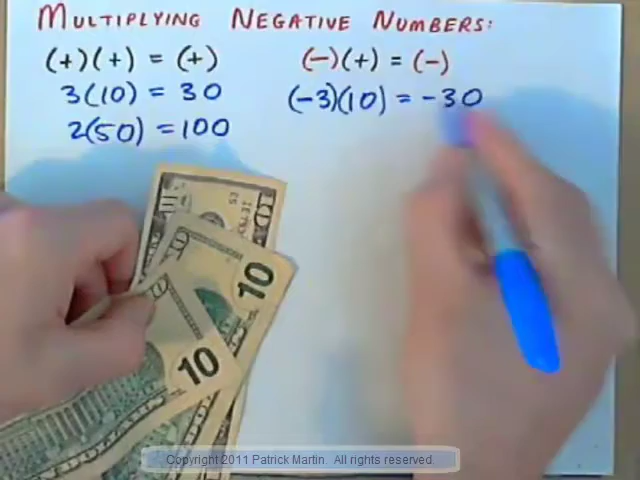 MULTIPLYING NEGATIVE NUMBERS:
(+)(+) = (+)
3(10) = 30
2(50) = 100
(-)(+) = (-)
(-3)(10) = -30
10
10
10
Copyright 2011 Patrick Martin. All rights reserved.